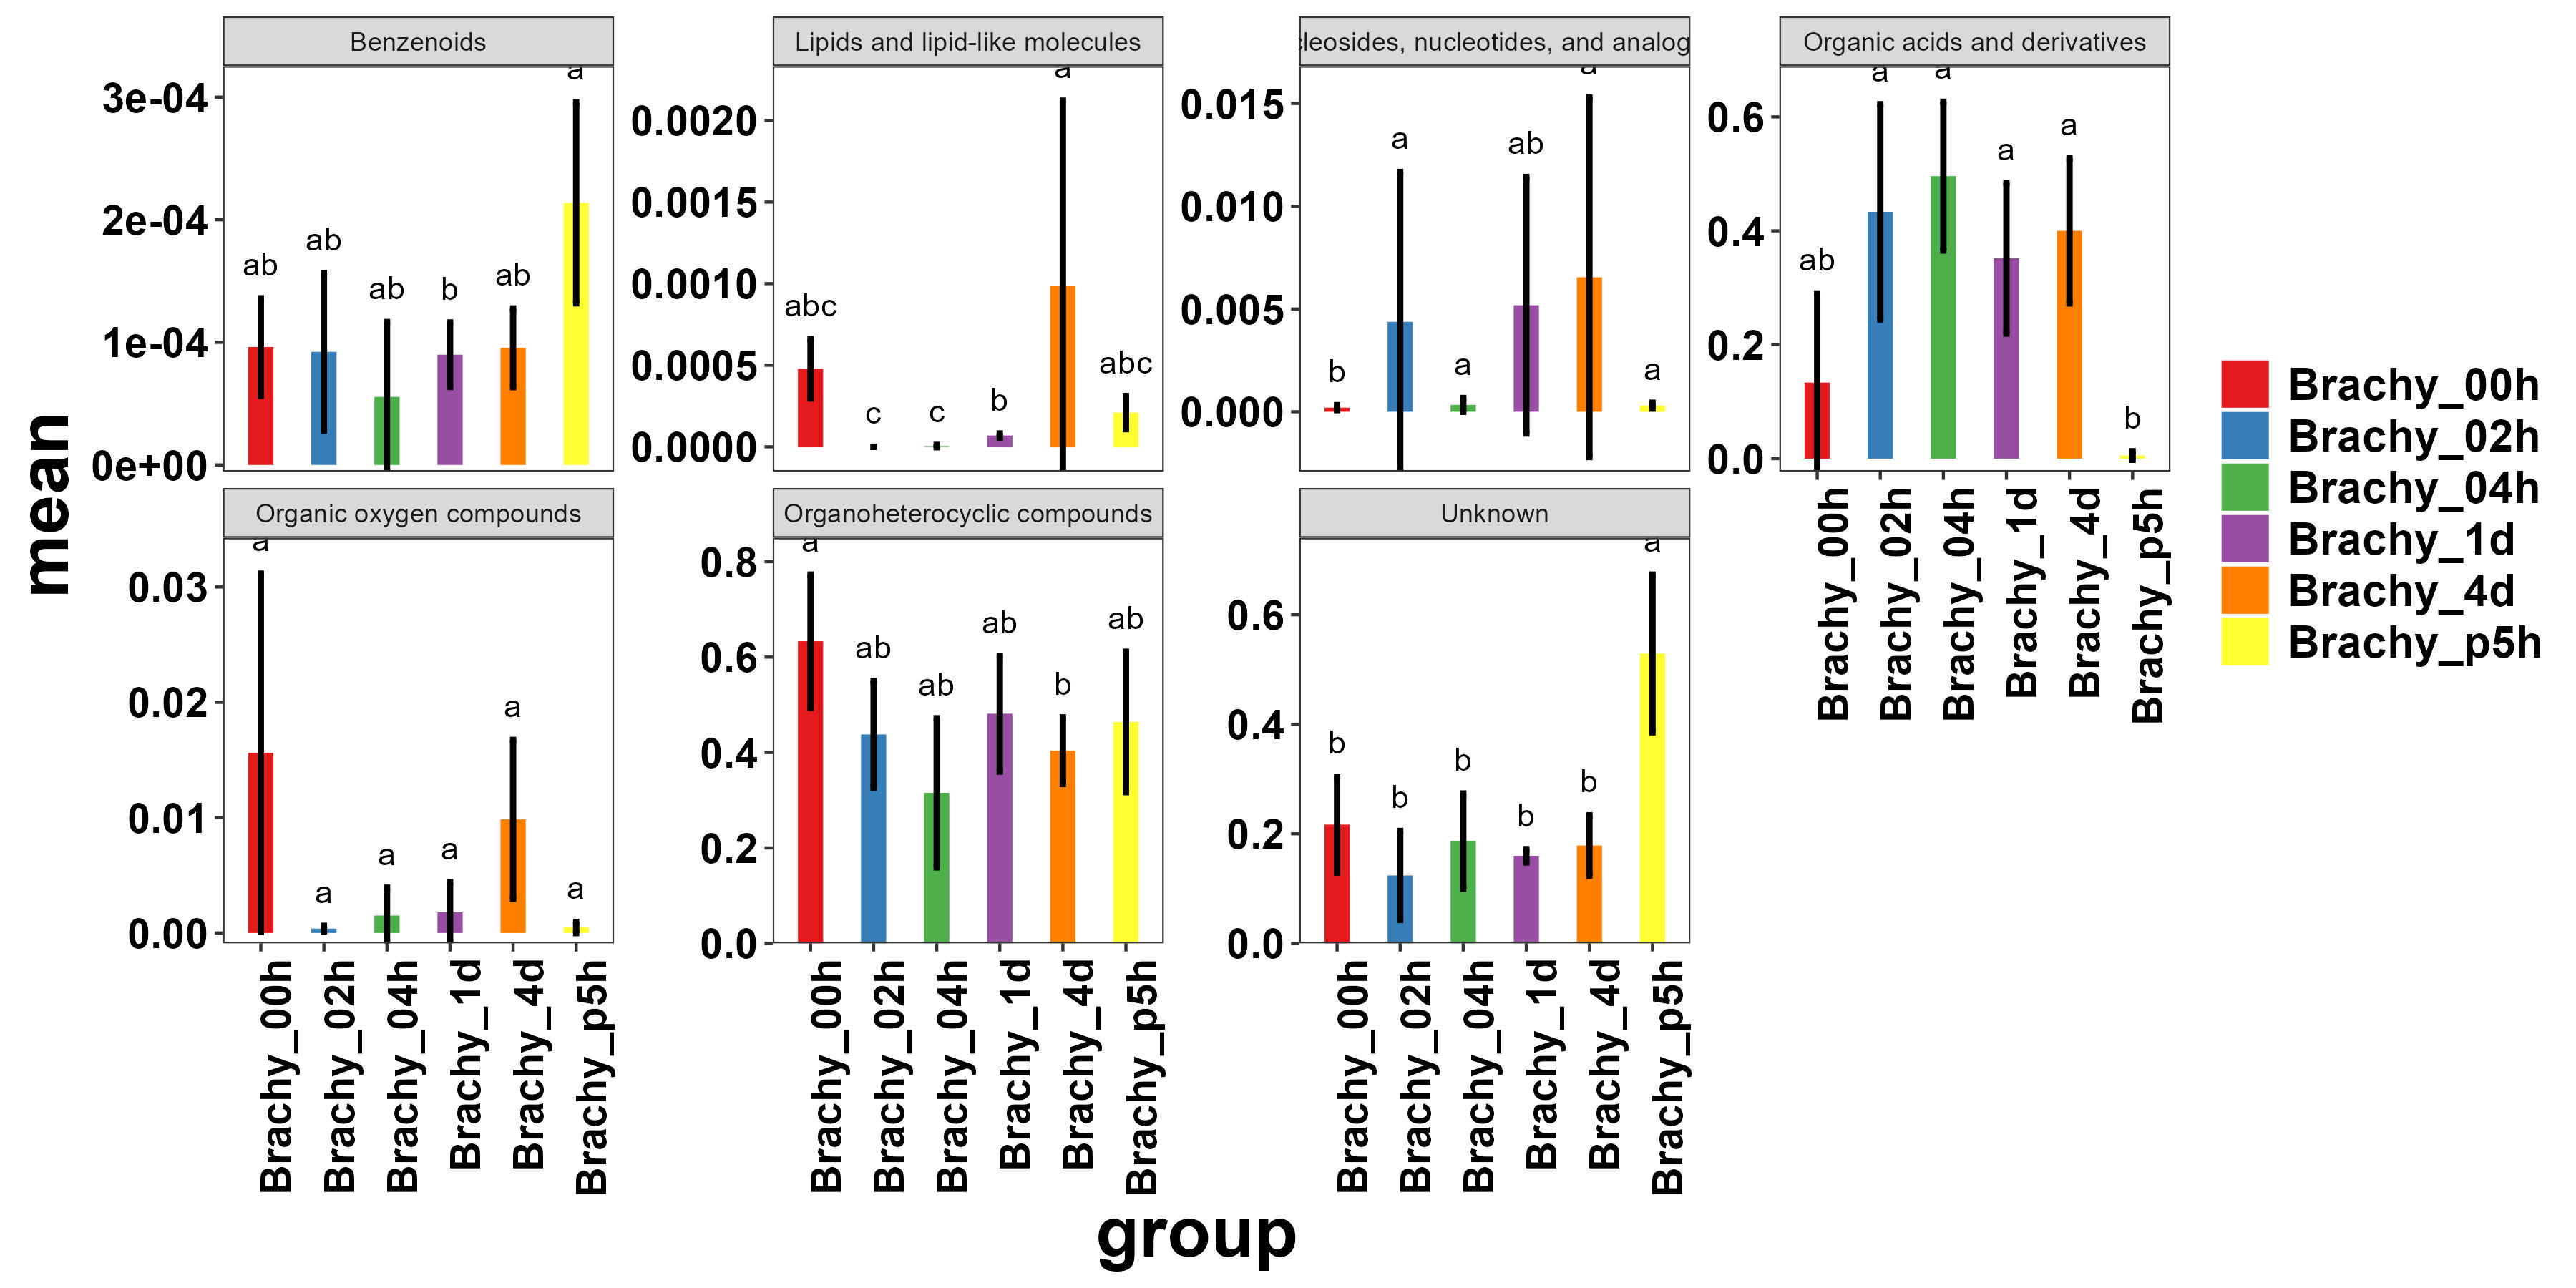 Benzenoids
Lipids and lipid-like molecules
cleosides, nucleotides, and analog
Organic acids and derivatives
3e-04
2e-04
1e-04
0e+00
a
ab
ab
ab
b
ab
0.0020
0.0015
0.0010
0.0005
0.0000
a
abc
c
c
b
abc
0.015
0.010
0.005
0.000
a
a
ab
b
a
a
0.6
0.4
0.2
0.0
a
a
a
a
ab
b
Brachy_00h
Brachy_02h
Brachy_04h
Brachy_1d
Brachy_4d
Brachy_p5h
mean
Organic oxygen compounds
Organoheterocyclic compounds
Unknown
0.03
0.02
0.01
0.00
a
a
a
a
a
a
0.8
0.6
0.4
0.2
0.0
a
ab
ab
ab
b
ab
0.6
0.4
0.2
0.0
a
b
b
b
b
b
Brachy_00h
Brachy_02h
Brachy_04h
Brachy_1d
Brachy_4d
Brachy_p5h
Brachy_00h
Brachy_02h
Brachy_04h
Brachy_1d
Brachy_4d
Brachy_p5h
Brachy_00h
Brachy_02h
Brachy_04h
Brachy_1d
Brachy_4d
Brachy_p5h
group
Brachy_00h
Brachy_02h
Brachy_04h
Brachy_1d
Brachy_4d
Brachy_p5h